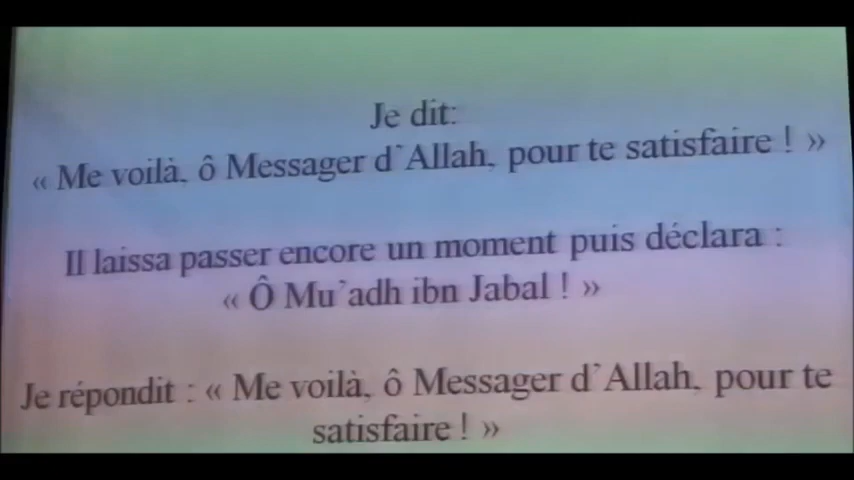 Je dit:
« Me voilà, ô Messager d`Allah, pour te satisfaire ! »
Il laissa passer encore un moment puis déclara :
« Ô Mu`adh ibn Jabal ! »
Je répondit : « Me voilà, ô Messager d`Allah, pour te
satisfaire ! »